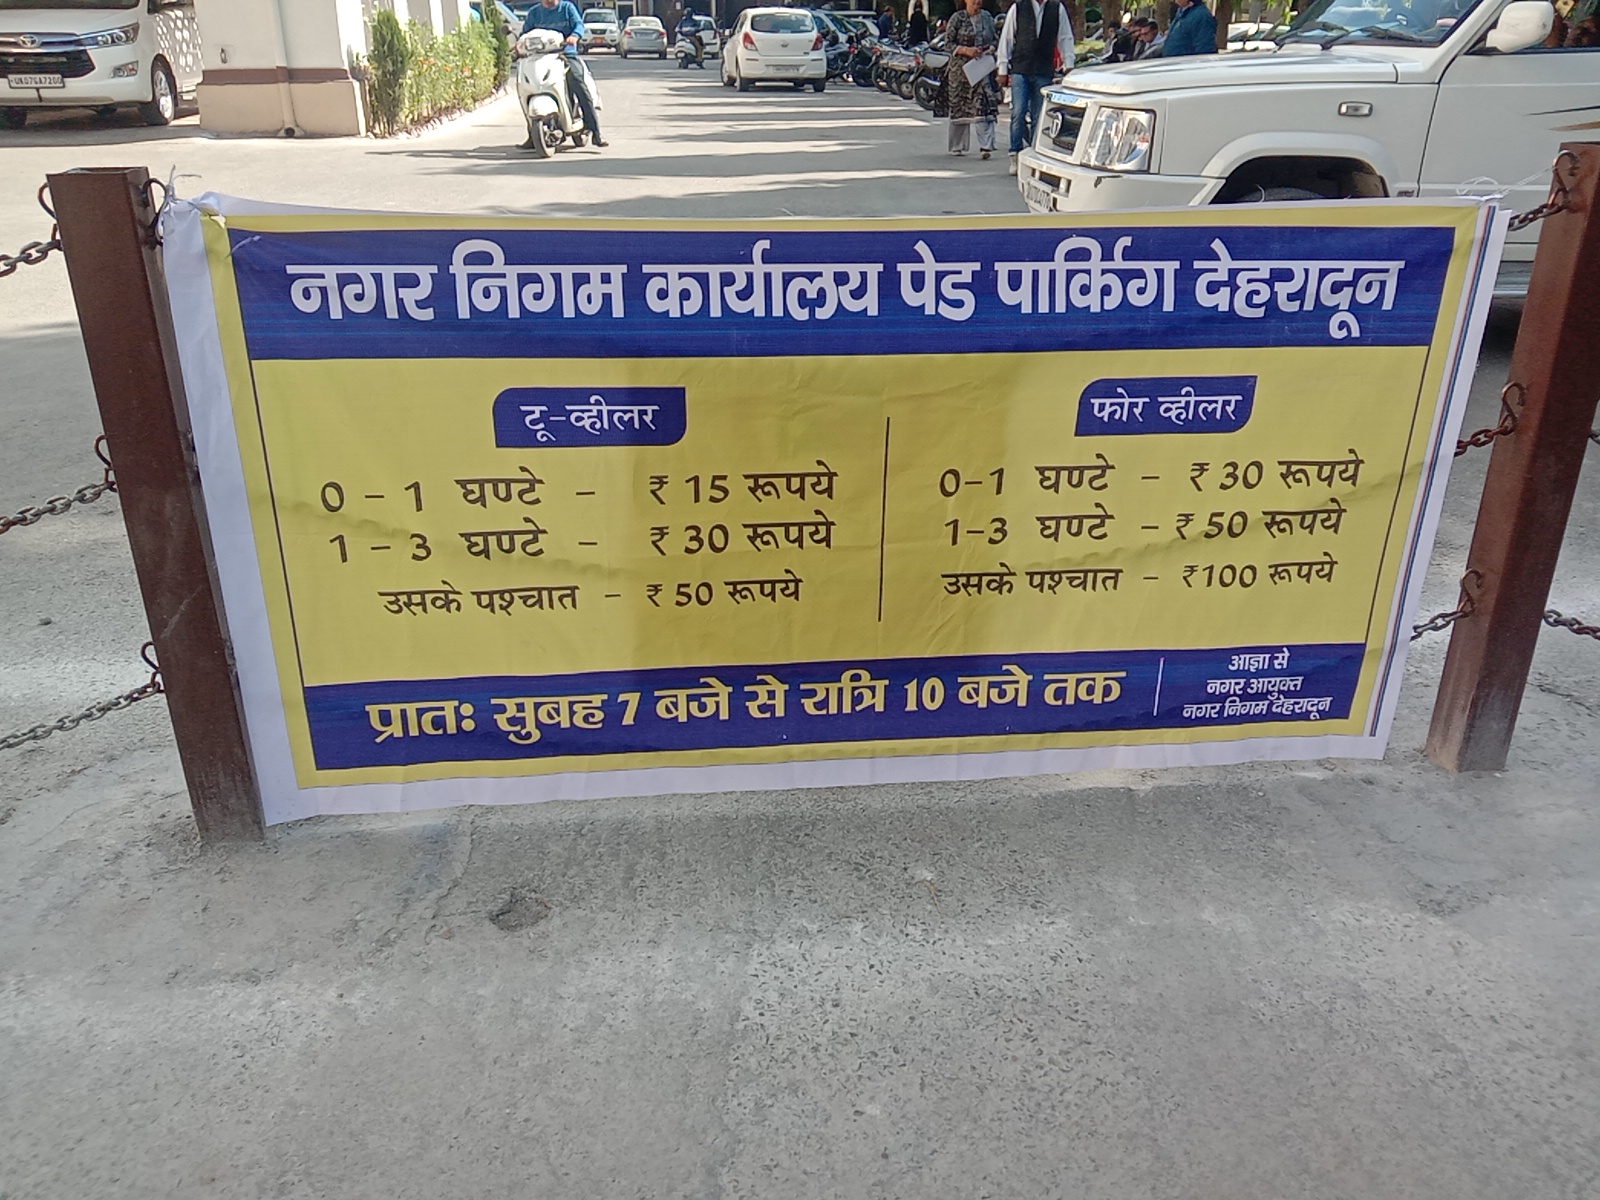 नगर निगम कार्यालय पेड पार्किंग देहरादून
टू-व्हीलर
0 - 1 घण्टे - ₹ 15 रूपये
1 - 3 घण्टे - ₹ 30 रूपये
उसके पश्चात - ₹ 50 रूपये
फोर व्हीलर
0-1 घण्टे - ₹ 30 रूपये
1-3 घण्टे - ₹ 50 रूपये
उसके पश्चात - ₹100 रूपये
प्रातः सुबह 7 बजे से रात्रि 10 बजे तक
आज्ञा से
नगर आयुक्त
नगर निगम देहरादून